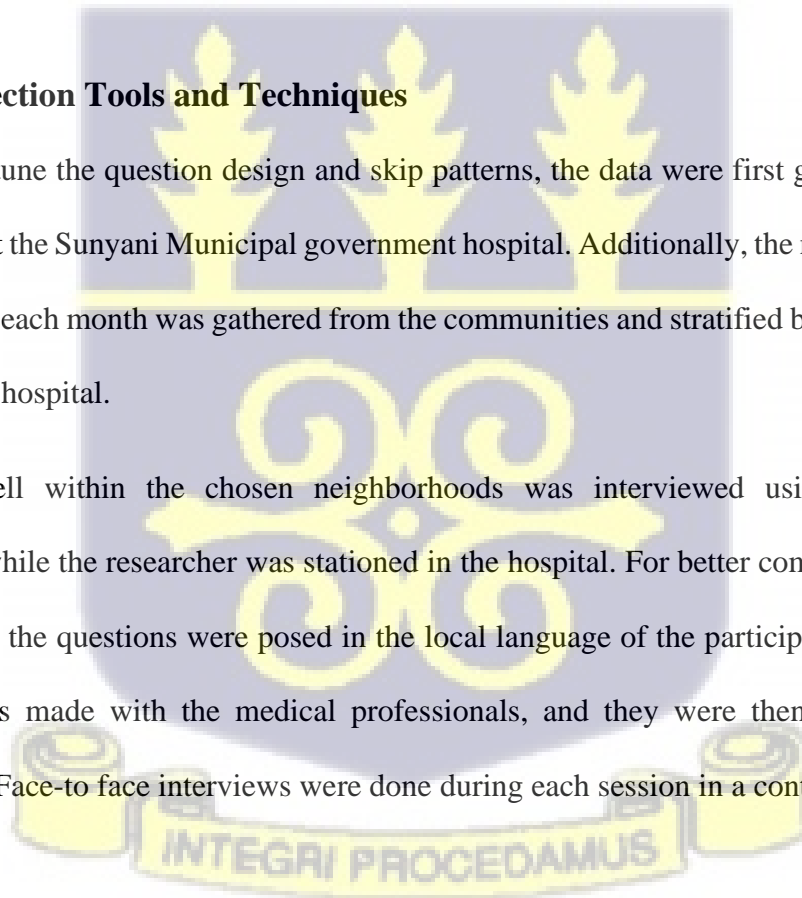 ection Tools and Techniques
tune the question design and skip patterns, the data were first g
t the Sunyani Municipal government hospital. Additionally, the
each month was gathered from the communities and stratified b
hospital.
ell within the chosen neighborhoods was interviewed usi
while the researcher was stationed in the hospital. For better con
the questions were posed in the local language of the particip
s made with the medical professionals, and they were then
Face-to face interviews were done during each session in a cont
INTEGRI PROCEDAMUS